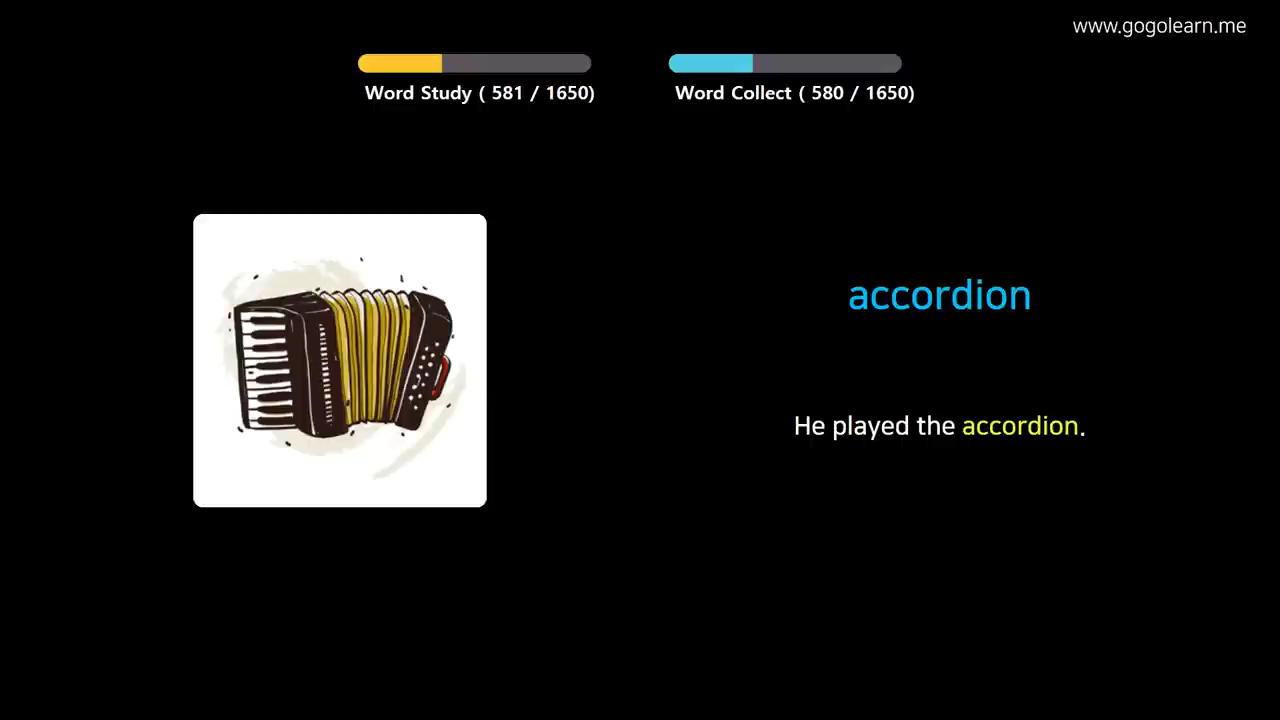 www.gogolearn.me
Word Study ( 581 / 1650)
Word Collect ( 580 / 1650)
accordion
He played the accordion.